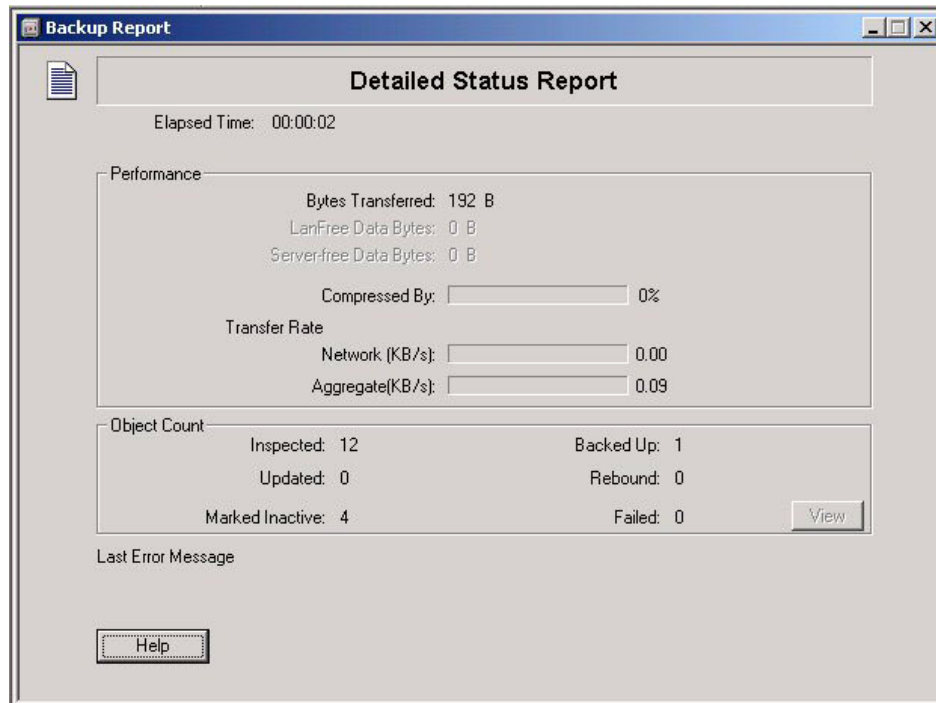 Backup Report
Detailed Status Report
Elapsed Time: 00:00:02
Performance
Bytes Transferred: 192 B
LanFree Data Bytes: 0 B
Server-free Data Bytes: 0 B
Compressed By: 0%
Transfer Rate
Network (KB/s): 0.00
Aggregate(KB/s): 0.09
Object Count
Inspected: 12 Backed Up: 1
Updated: 0 Rebound: 0
Marked Inactive: 4 Failed: 0 View
Last Error Message
Help